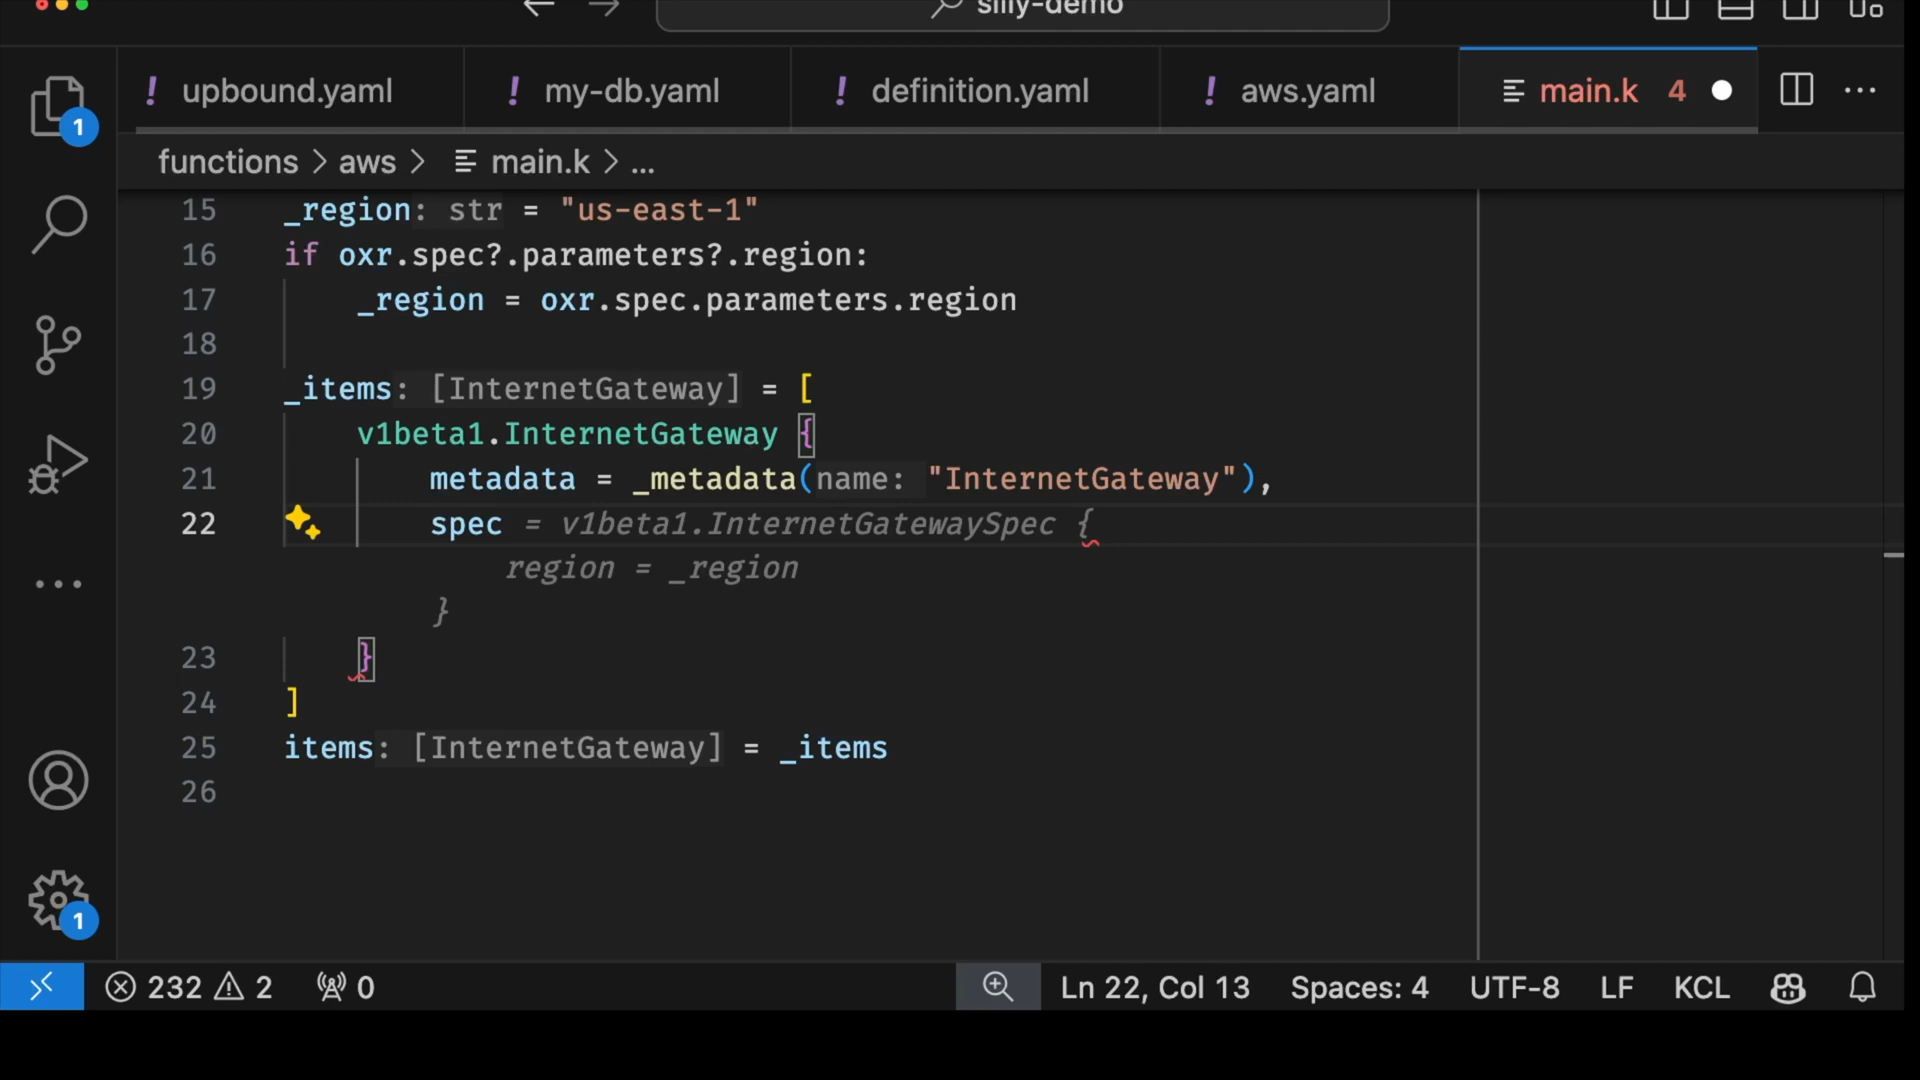 silly-demo
! upbound.yaml ! my-db.yaml ! definition.yaml ! aws.yaml main.k 4
1
functions > aws > main.k > ...
15 _region: str = "us-east-1"
16 if oxr.spec?.parameters?.region:
17 _region = oxr.spec.parameters.region
18
19 _items: [InternetGateway] = [
20 v1beta1.InternetGateway {
21 metadata = _metadata(name: "InternetGateway"),
22 spec = v1beta1.InternetGatewaySpec {
region = _region
}
23 }
24 ]
25 items: [InternetGateway] = _items
26
1
232 2 0 Ln 22, Col 13 Spaces: 4 UTF-8 LF KCL